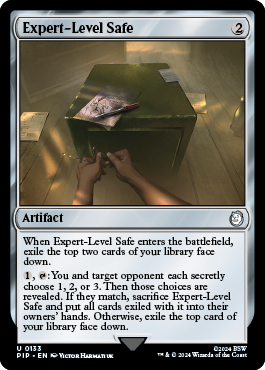 Expert-Level Safe 2
Artifact
When Expert-Level Safe enters the battlefield,
exile the top two cards of your library face
down.
1, T: You and target opponent each secretly
choose 1, 2, or 3. Then those choices are
revealed. If they match, sacrifice Expert-Level
Safe and put all cards exiled with it into their
owners' hands. Otherwise, exile the top card of
your library face down.
U 0133 ©2024 BSW
PIP • EN VICTOR HARMATIUK ™ & © 2024 Wizards of the Coast